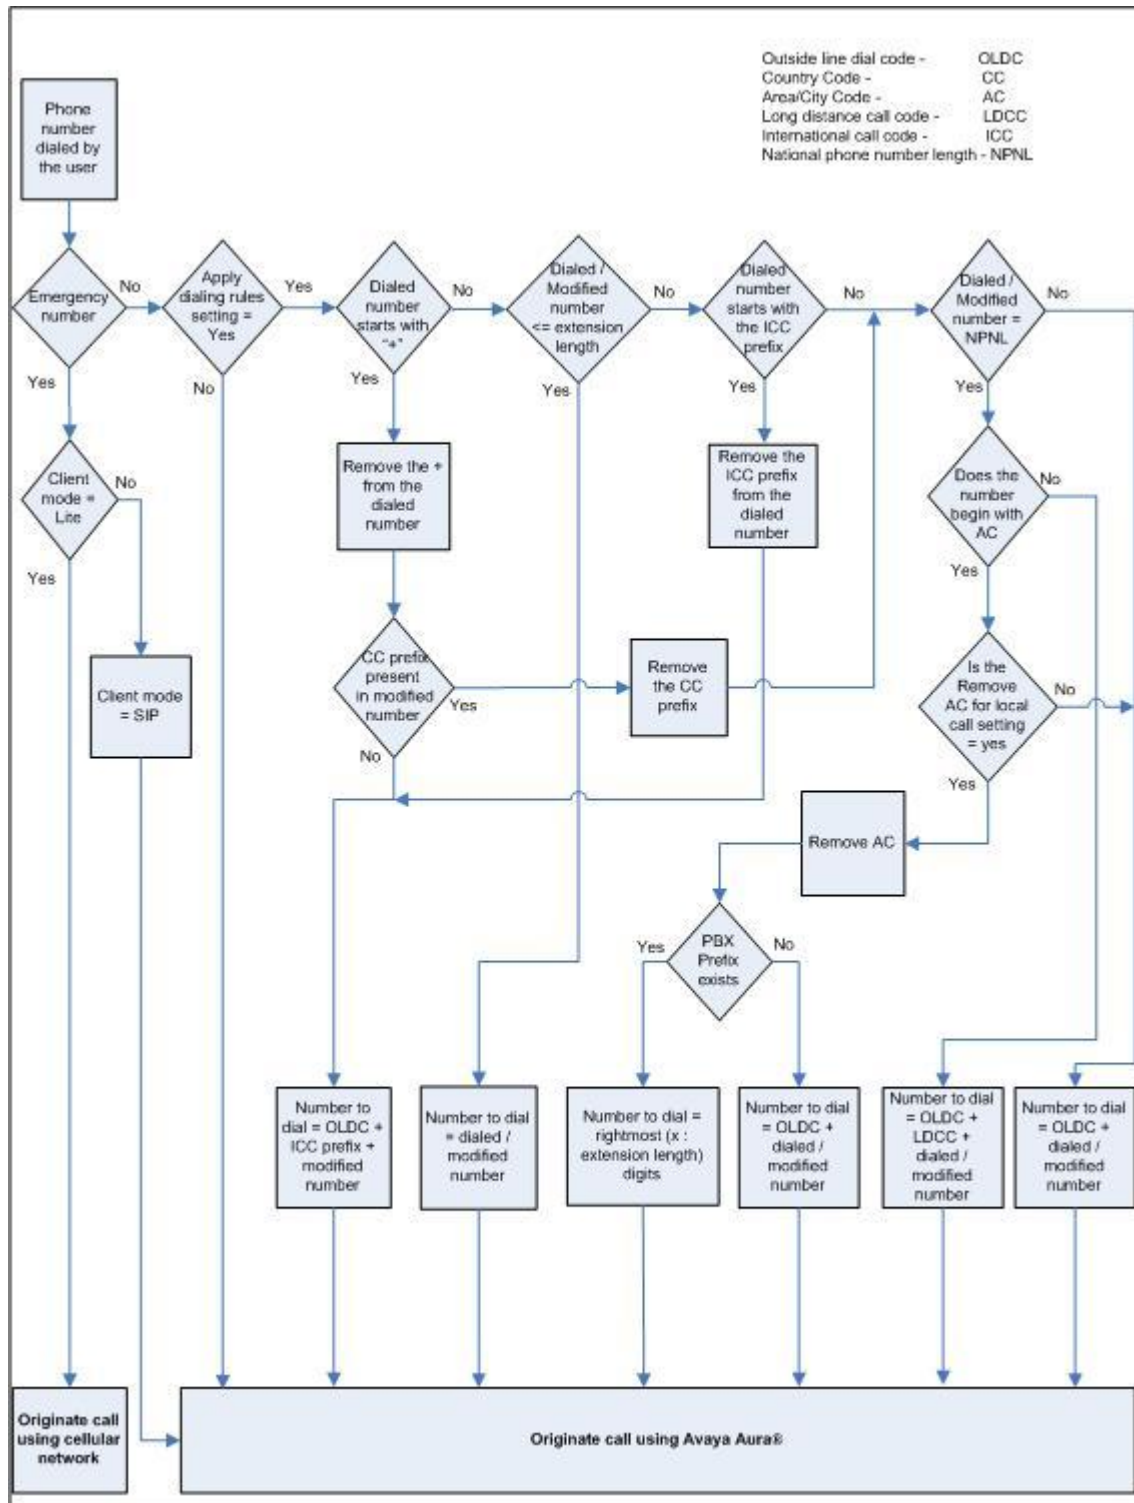 Outside line dial code - OLDC
Country Code - CC
Area/City Code - AC
Long distance call code - LDCC
International call code - ICC
National phone number length - NPNL
Phone
number
dialed by
the user
Emergency
number
No
Yes
Apply
dialing rules
setting =
Yes
Yes
No
Dialed
number
starts with
"+"
No
Yes
Dialed /
Modified
number
<= extension
length
No
Yes
Dialed
number
starts with
the ICC
prefix
No
Yes
Dialed /
Modified
number =
NPNL
No
Yes
Client
mode =
Lite
No
Yes
Remove the +
from the
dialed
number
Remove the
ICC prefix
from the
dialed
number
Does the
number
begin with
AC
No
Yes
Client mode
= SIP
CC prefix
present
in modified
number
Yes
No
Remove
the CC
prefix
Is the
Remove
AC for local
call setting
= yes
No
Yes
Remove AC
PBX
Prefix
exists
Yes
No
Number to
dial = OLDC +
ICC prefix +
modified
number
Number to dial
= dialed /
modified
number
Number to dial =
rightmost (x :
extension length)
digits
Number to dial
= OLDC +
dialed /
modified
number
Number to dial
= OLDC +
LDCC +
dialed /
modified
number
Number to dial
= OLDC +
dialed /
modified
number
Originate call
using cellular
network
Originate call using Avaya Aura®